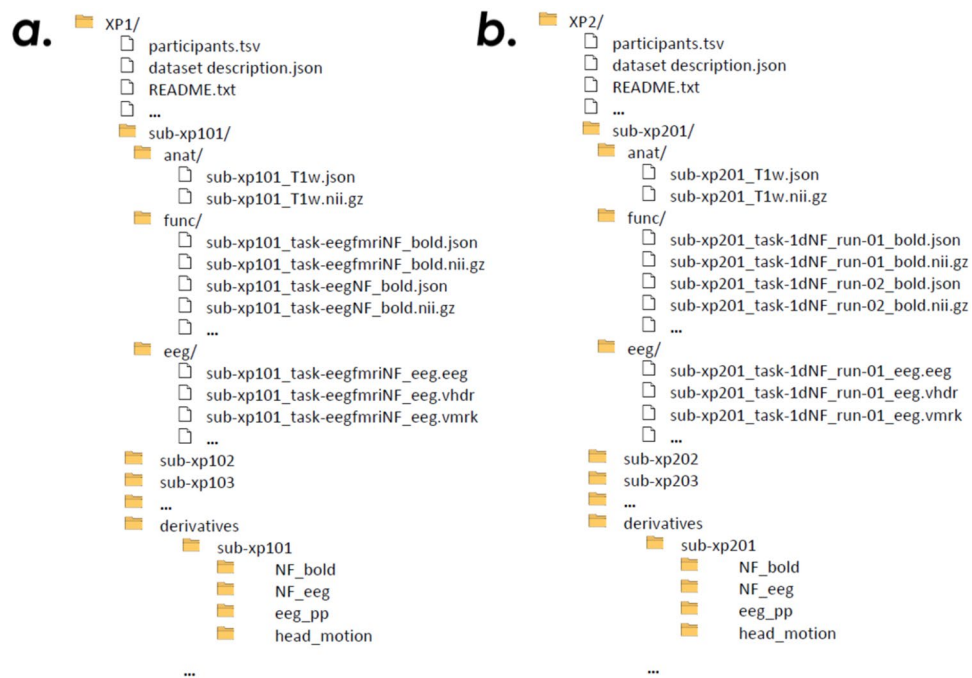 a.
XP1/
participants.tsv
dataset description.json
README.txt
...
sub-xp101/
anat/
sub-xp101_T1w.json
sub-xp101_T1w.nii.gz
func/
sub-xp101_task-eegfmriNF_bold.json
sub-xp101_task-eegfmriNF_bold.nii.gz
sub-xp101_task-eegNF_bold.json
sub-xp101_task-eegNF_bold.nii.gz
...
eeg/
sub-xp101_task-eegfmriNF_eeg.eeg
sub-xp101_task-eegfmriNF_eeg.vhdr
sub-xp101_task-eegfmriNF_eeg.vmrk
...
sub-xp102
sub-xp103
...
derivatives
sub-xp101
NF_bold
NF_eeg
eeg_pp
head_motion
...
b.
XP2/
participants.tsv
dataset description.json
README.txt
...
sub-xp201/
anat/
sub-xp201_T1w.json
sub-xp201_T1w.nii.gz
func/
sub-xp201_task-1dNF_run-01_bold.json
sub-xp201_task-1dNF_run-01_bold.nii.gz
sub-xp201_task-1dNF_run-02_bold.json
sub-xp201_task-1dNF_run-02_bold.nii.gz
...
eeg/
sub-xp201_task-1dNF_run-01_eeg.eeg
sub-xp201_task-1dNF_run-01_eeg.vhdr
sub-xp201_task-1dNF_run-01_eeg.vmrk
...
sub-xp202
sub-xp203
...
derivatives
sub-xp201
NF_bold
NF_eeg
eeg_pp
head_motion
...